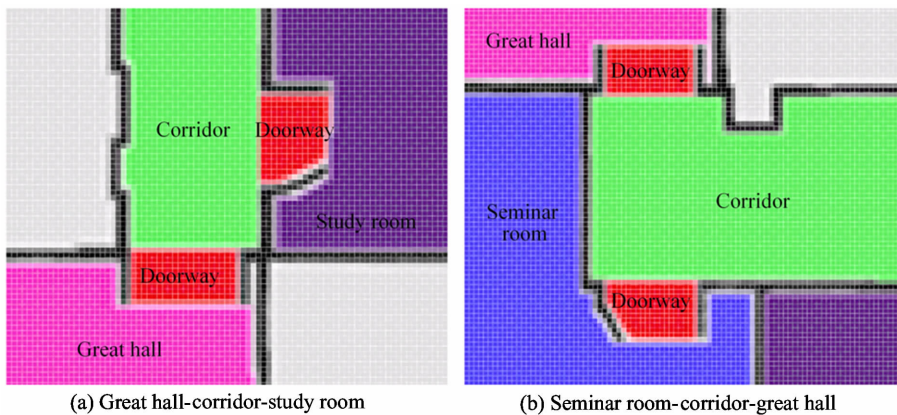 Corridor
Doorway
Study room
Doorway
Great hall
(a) Great hall-corridor-study room
Great hall
Doorway
Corridor
Seminar
room
Doorway
(b) Seminar room-corridor-great hall